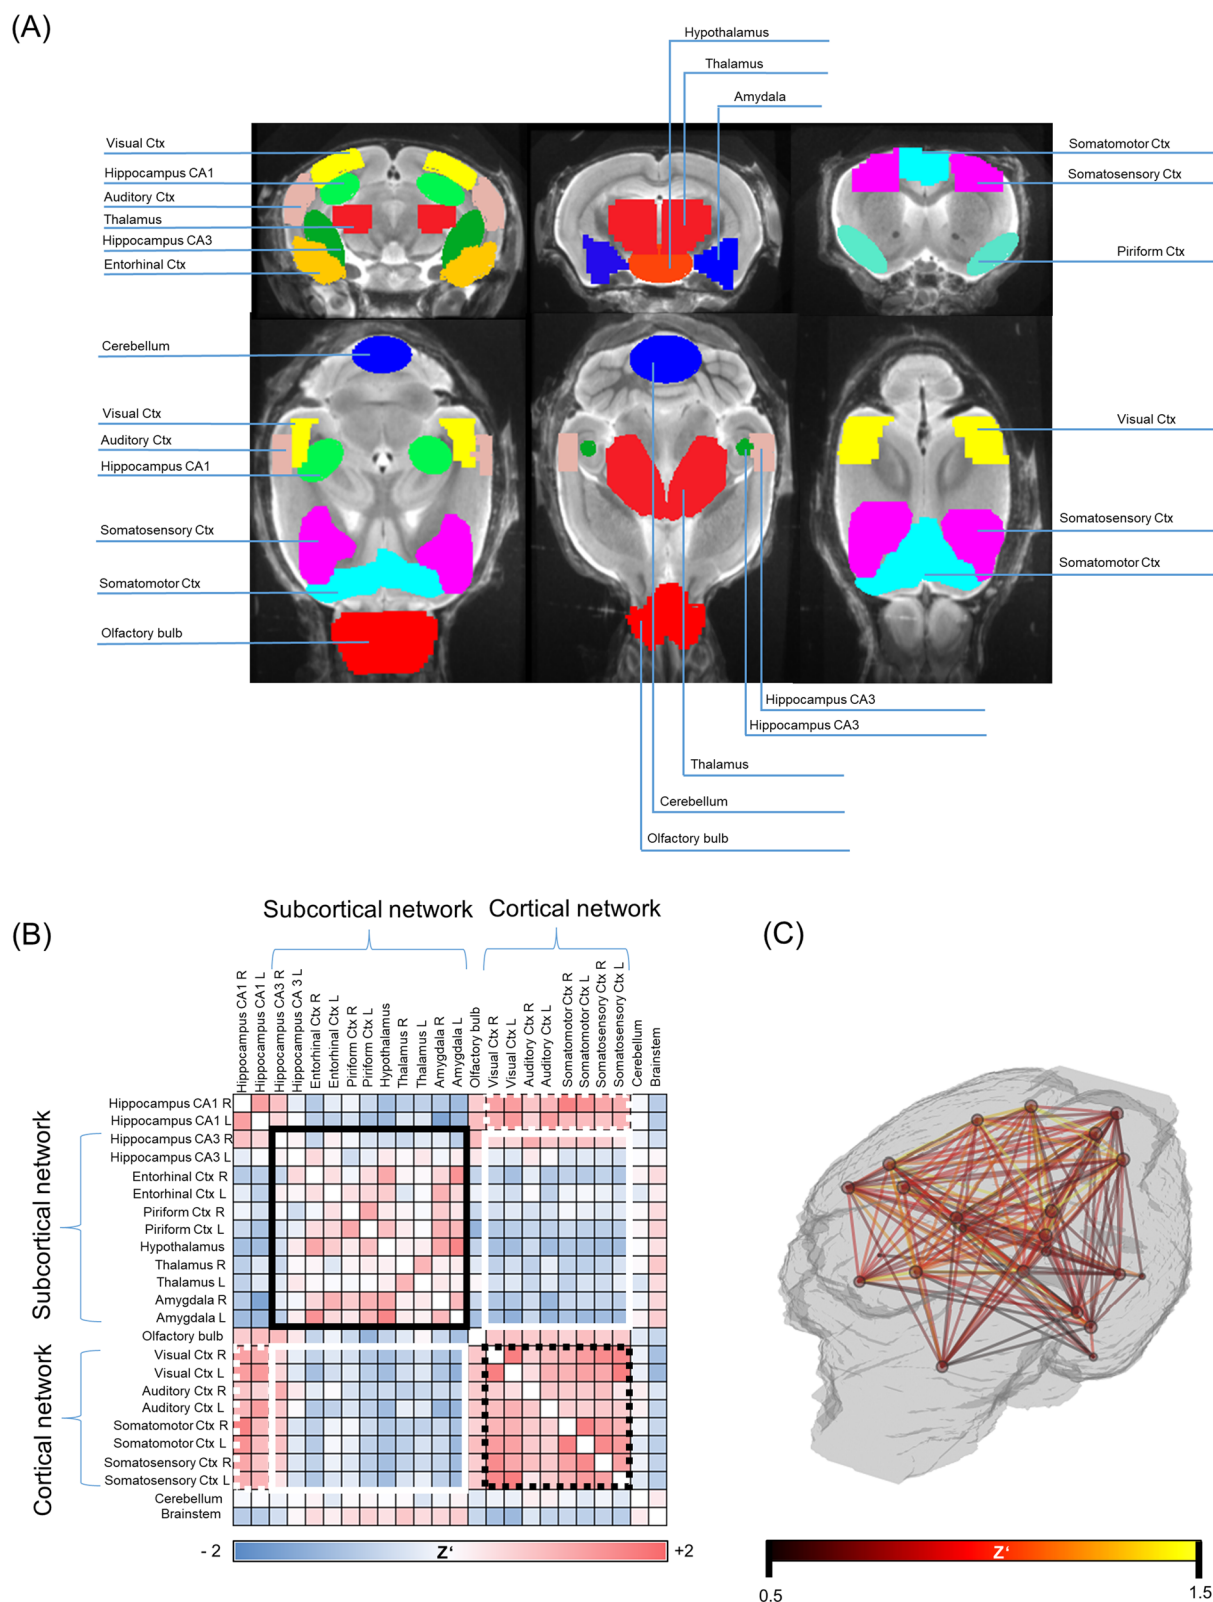 (A)
Hypothalamus
Thalamus
Amydala
Visual Ctx
Hippocampus CA1
Auditory Ctx
Thalamus
Hippocampus CA3
Entorhinal Ctx
Somatomotor Ctx
Somatosensory Ctx
Piriform Ctx
Cerebellum
Visual Ctx
Auditory Ctx
Hippocampus CA1
Somatosensory Ctx
Somatomotor Ctx
Olfactory bulb
Visual Ctx
Somatosensory Ctx
Somatomotor Ctx
Hippocampus CA3
Hippocampus CA3
Thalamus
Cerebellum
Olfactory bulb
(B)
Subcortical network
Cortical network
Hippocampus CA1 R
Hippocampus CA1 L
Hippocampus CA3 R
Hippocampus CA 3 L
Entorhinal Ctx R
Entorhinal Ctx L
Piriform Ctx R
Piriform Ctx L
Hypothalamus
Thalamus R
Thalamus L
Amygdala R
Amygdala L
Olfactory bulb
Visual Ctx R
Visual Ctx L
Auditory Ctx R
Auditory Ctx L
Somatomotor Ctx R
Somatomotor Ctx L
Somatosensory Ctx R
Somatosensory Ctx L
Cerebellum
Brainstem
Subcortical network
Cortical network
Hippocampus CA1 R
Hippocampus CA1 L
Hippocampus CA3 R
Hippocampus CA3 L
Entorhinal Ctx R
Entorhinal Ctx L
Piriform Ctx R
Piriform Ctx L
Hypothalamus
Thalamus R
Thalamus L
Amygdala R
Amygdala L
Olfactory bulb
Visual Ctx R
Visual Ctx L
Auditory Ctx R
Auditory Ctx L
Somatomotor Ctx R
Somatomotor Ctx L
Somatosensory Ctx R
Somatosensory Ctx L
Cerebellum
Brainstem
- 2
Z‘
+2
(C)
Z‘
0.5
1.5